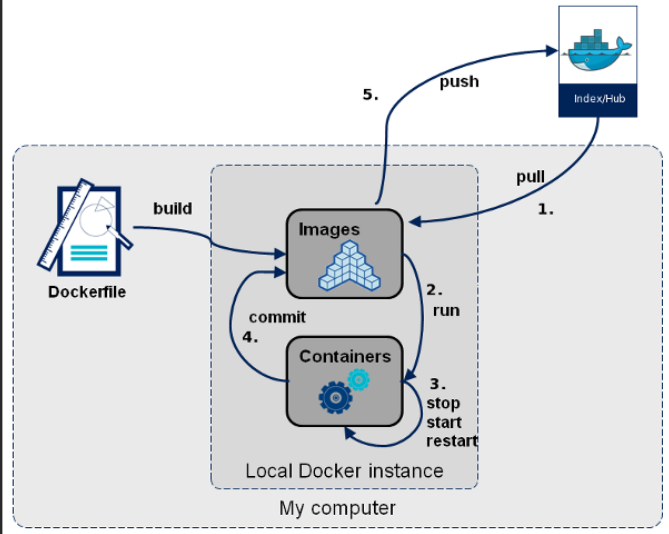 Index/Hub
5.
push
pull
1.
build
Dockerfile
Images
2.
run
commit
4.
Containers
3.
stop
start
restart
Local Docker instance
My computer